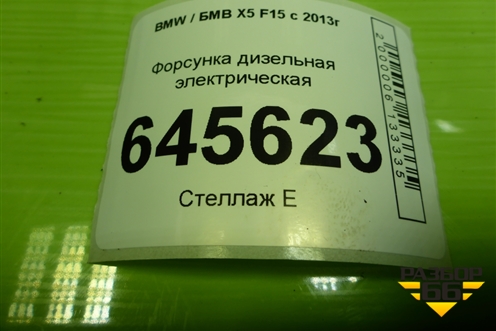 BMW / БМВ X5 F15 с 2013г
Форсунка дизельная
электрическая
645623
Стеллаж Е
2000006133335
РАЗБОР
66